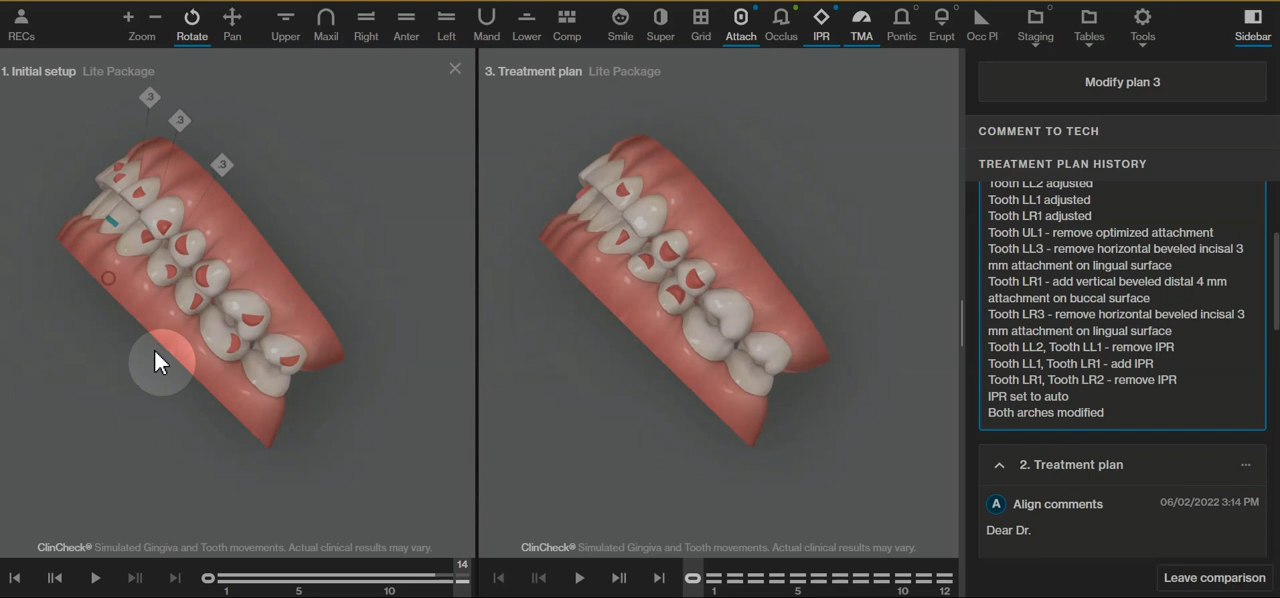 RECs
Zoom
Rotate
Pan
Upper
Maxil
Right
Anter
Left
Mand
Lower
Comp
Smile
Super
Grid
Attach
Occlus
IPR
TMA
Pontic
Erupt
Occ Pl
Staging
Tables
Tools
Sidebar
1. Initial setup Lite Package
.3
.3
.3
ClinCheck® Simulated Gingiva and Tooth movements. Actual clinical results may vary.
14
1 5 10
3. Treatment plan Lite Package
ClinCheck® Simulated Gingiva and Tooth movements. Actual clinical results may vary.
1 5 10 12
Modify plan 3
COMMENT TO TECH
TREATMENT PLAN HISTORY
Tooth LL2 adjusted
Tooth LL1 adjusted
Tooth LR1 adjusted
Tooth UL1 - remove optimized attachment
Tooth LL3 - remove horizontal beveled incisal 3
mm attachment on lingual surface
Tooth LR1 - add vertical beveled distal 4 mm
attachment on buccal surface
Tooth LR3 - remove horizontal beveled incisal 3
mm attachment on lingual surface
Tooth LL2, Tooth LL1 - remove IPR
Tooth LL1, Tooth LR1 - add IPR
Tooth LR1, Tooth LR2 - remove IPR
IPR set to auto
Both arches modified
2. Treatment plan
A Align comments 06/02/2022 3:14 PM
Dear Dr.
Leave comparison